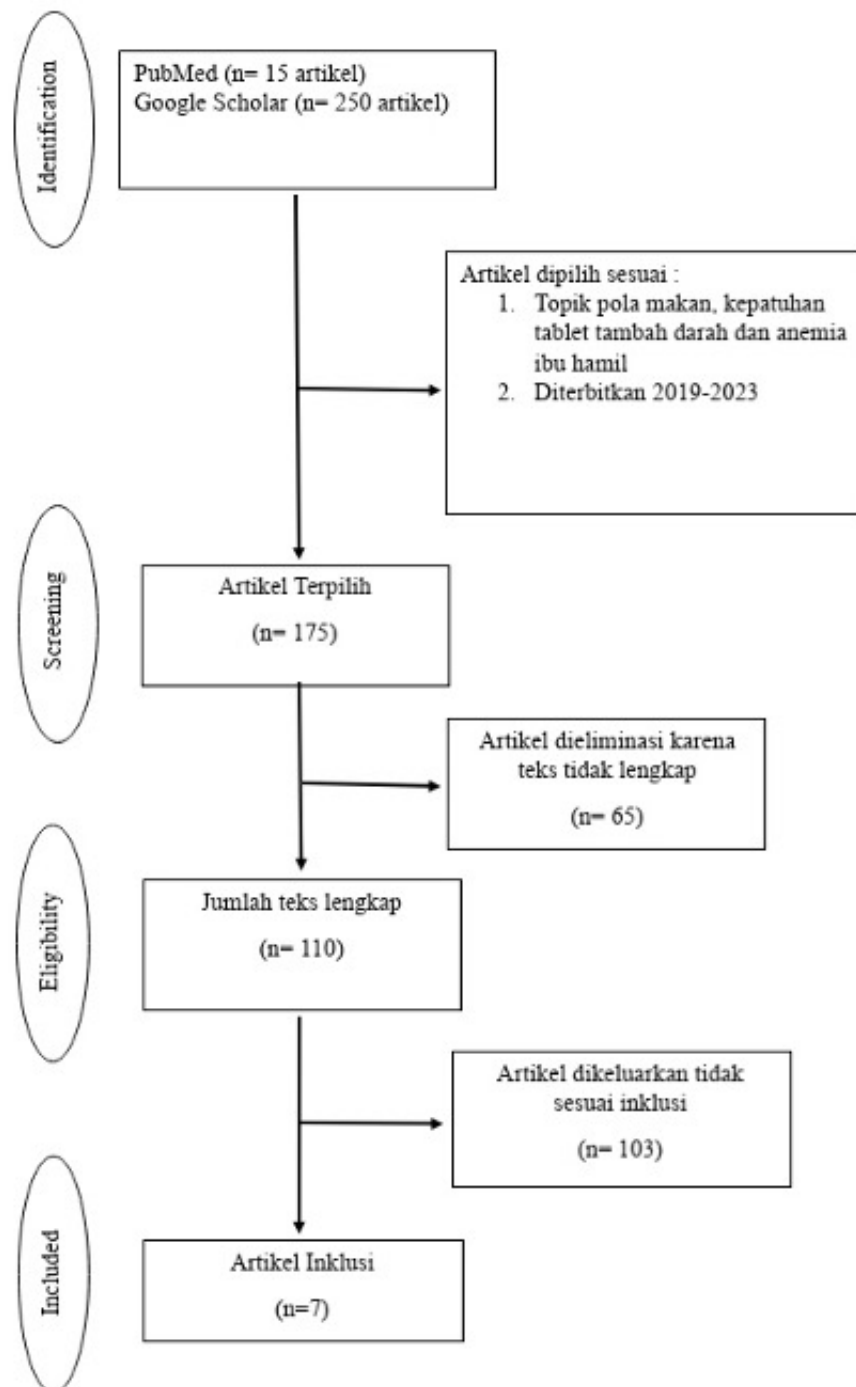 Identification
PubMed (n= 15 artikel)
Google Scholar (n= 250 artikel)
Artikel dipilih sesuai :
1. Topik pola makan, kepatuhan
tablet tambah darah dan anemia
ibu hamil
2. Diterbitkan 2019-2023
Screening
Artikel Terpilih
(n= 175)
Artikel dieliminasi karena
teks tidak lengkap
(n= 65)
Eligibility
Jumlah teks lengkap
(n= 110)
Artikel dikeluarkan tidak
sesuai inklusi
(n= 103)
Included
Artikel Inklusi
(n=7)